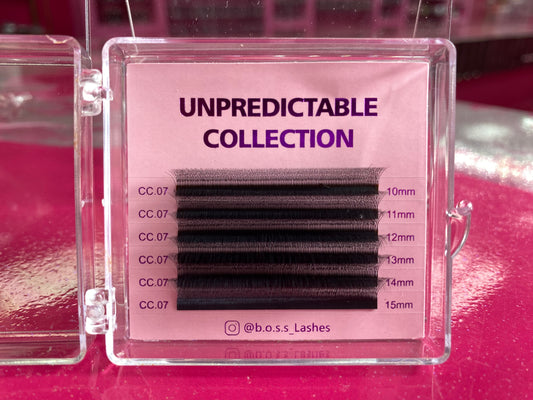 UNPREDICTABLE
COLLECTION
CC.07 10mm
CC.07 11mm
CC.07 12mm
CC.07 13mm
CC.07 14mm
CC.07 15mm
@b.o.s.s_Lashes